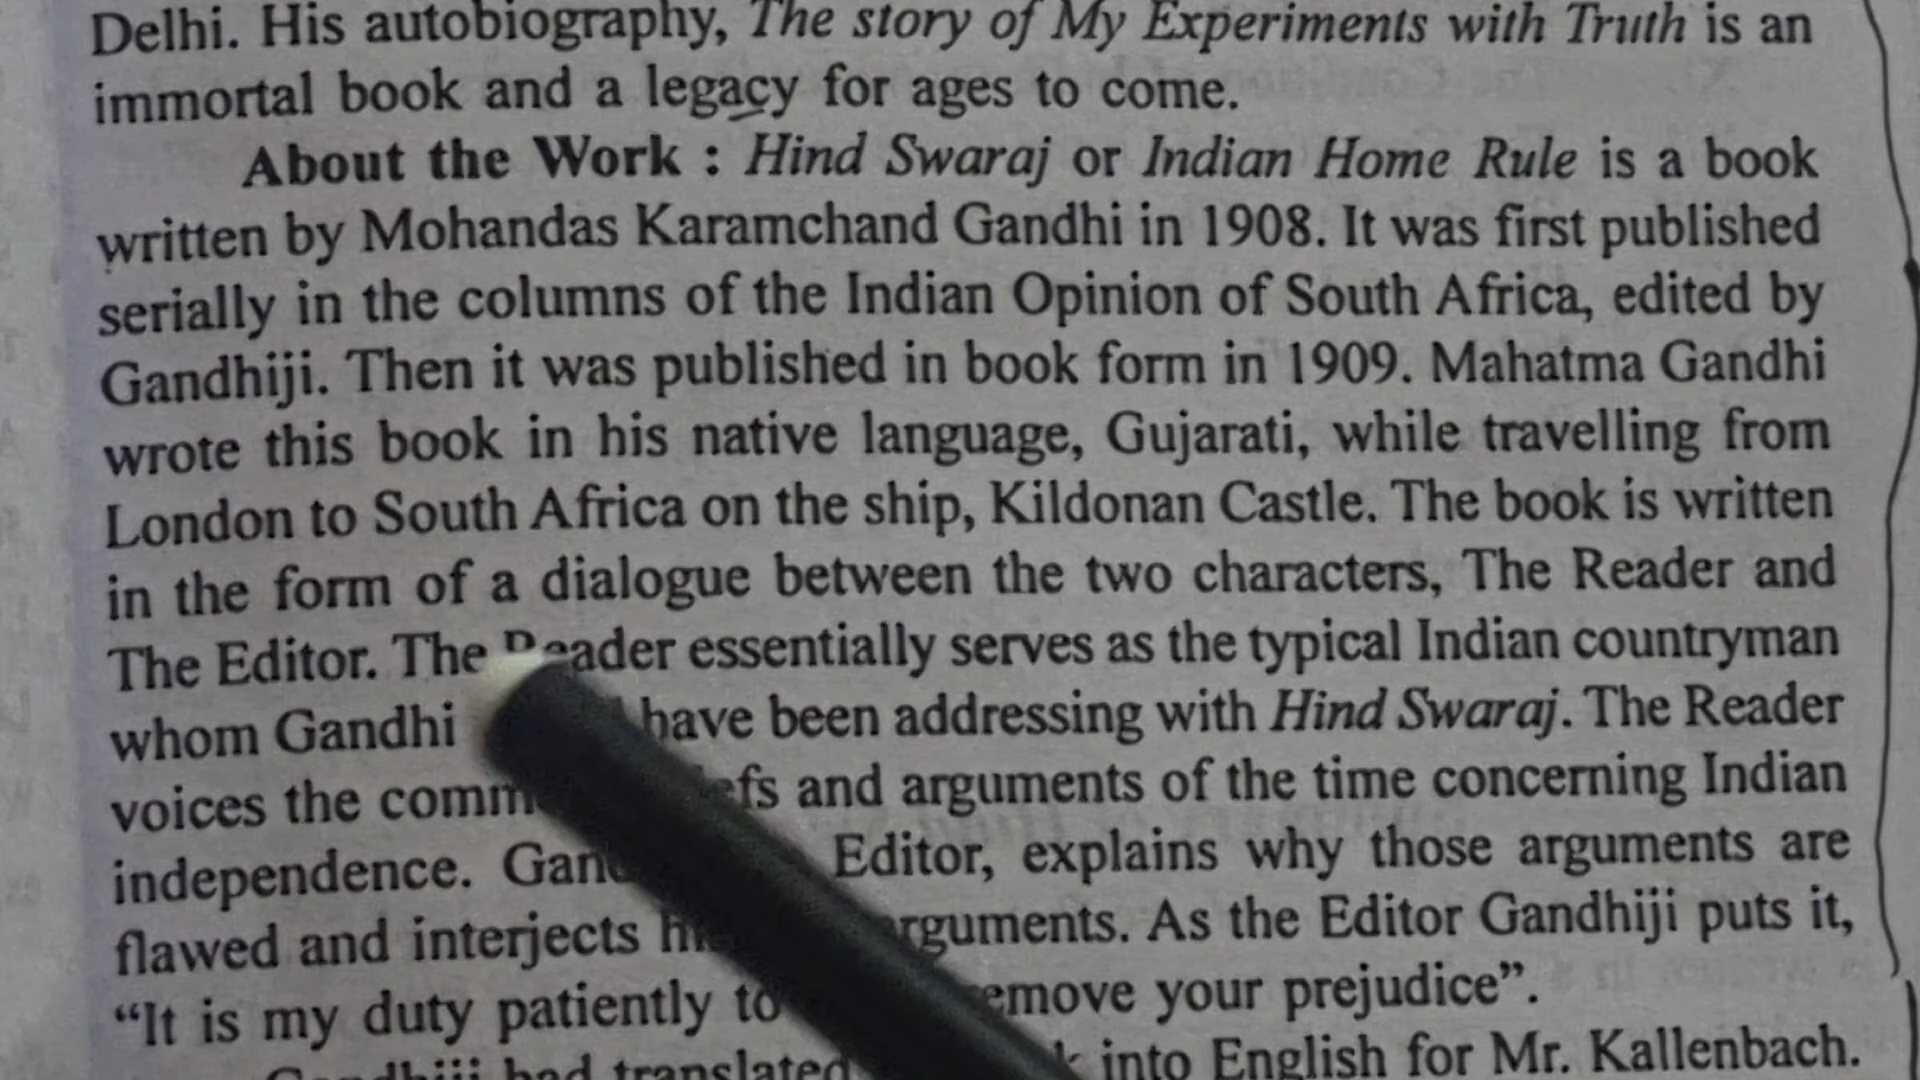 Delhi. His autobiography, The story of My Experiments with Truth is an
immortal book and a legacy for ages to come.
About the Work : Hind Swaraj or Indian Home Rule is a book
written by Mohandas Karamchand Gandhi in 1908. It was first published
serially in the columns of the Indian Opinion of South Africa, edited by
Gandhiji. Then it was published in book form in 1909. Mahatma Gandhi
wrote this book in his native language, Gujarati, while travelling from
London to South Africa on the ship, Kildonan Castle. The book is written
in the form of a dialogue between the two characters, The Reader and
The Editor. The Reader essentially serves as the typical Indian countryman
whom Gandhi have been addressing with Hind Swaraj. The Reader
voices the and arguments of the time concerning Indian
independence. Editor, explains why those arguments are
flawed and interjects arguments. As the Editor Gandhiji puts it,
“It is my duty patiently to remove your prejudice”.
Gandhiji had translated into English for Mr. Kallenbach.